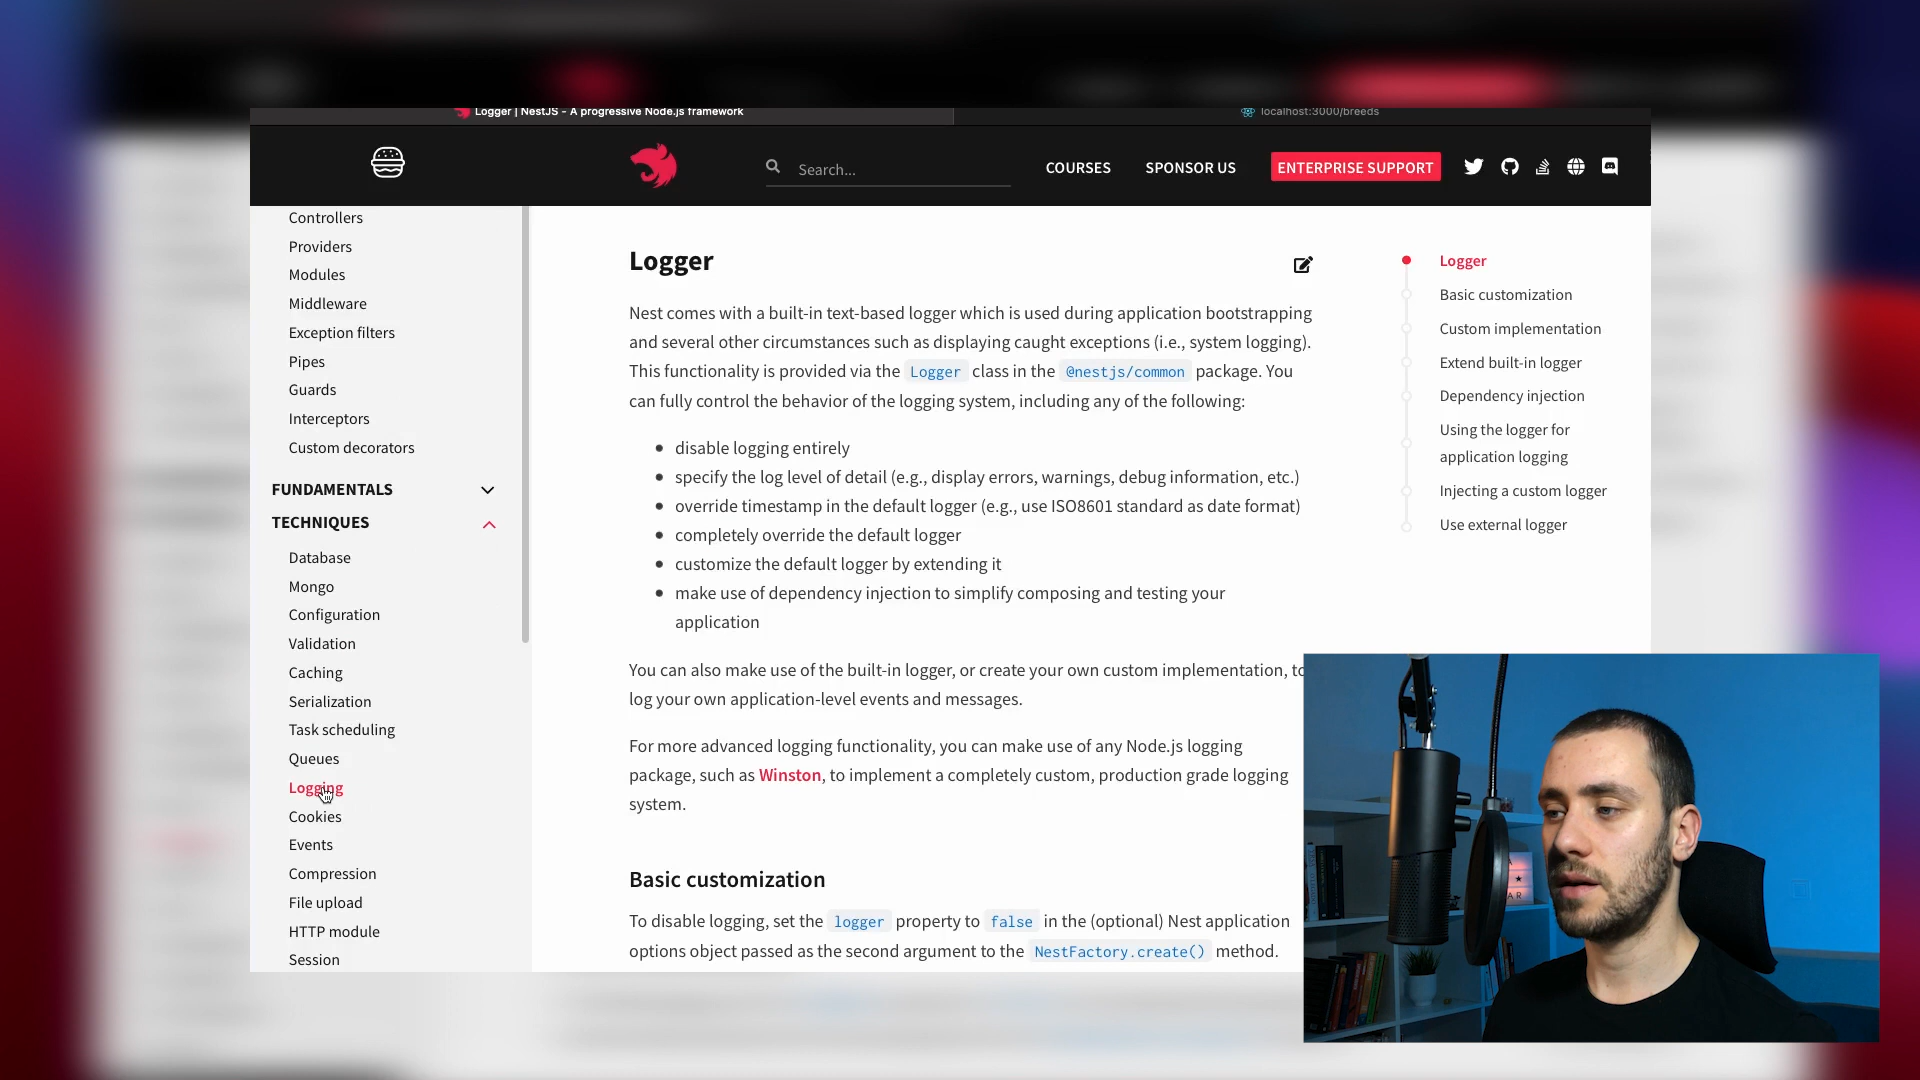 Logger | NestJS - A progressive Node.js framework
localhost:3000/breeds
Search...
COURSES
SPONSOR US
ENTERPRISE SUPPORT
Controllers
Providers
Modules
Middleware
Exception filters
Pipes
Guards
Interceptors
Custom decorators
FUNDAMENTALS
TECHNIQUES
Database
Mongo
Configuration
Validation
Caching
Serialization
Task scheduling
Queues
Logging
Cookies
Events
Compression
File upload
HTTP module
Session
Logger
Nest comes with a built-in text-based logger which is used during application bootstrapping
and several other circumstances such as displaying caught exceptions (i.e., system logging).
This functionality is provided via the Logger class in the @nestjs/common package. You
can fully control the behavior of the logging system, including any of the following:
• disable logging entirely
• specify the log level of detail (e.g., display errors, warnings, debug information, etc.)
• override timestamp in the default logger (e.g., use ISO8601 standard as date format)
• completely override the default logger
• customize the default logger by extending it
• make use of dependency injection to simplify composing and testing your
application
You can also make use of the built-in logger, or create your own custom implementation, to
log your own application-level events and messages.
For more advanced logging functionality, you can make use of any Node.js logging
package, such as Winston, to implement a completely custom, production grade logging
system.
Basic customization
To disable logging, set the logger property to false in the (optional) Nest application
options object passed as the second argument to the NestFactory.create() method.
Logger
Basic customization
Custom implementation
Extend built-in logger
Dependency injection
Using the logger for
application logging
Injecting a custom logger
Use external logger